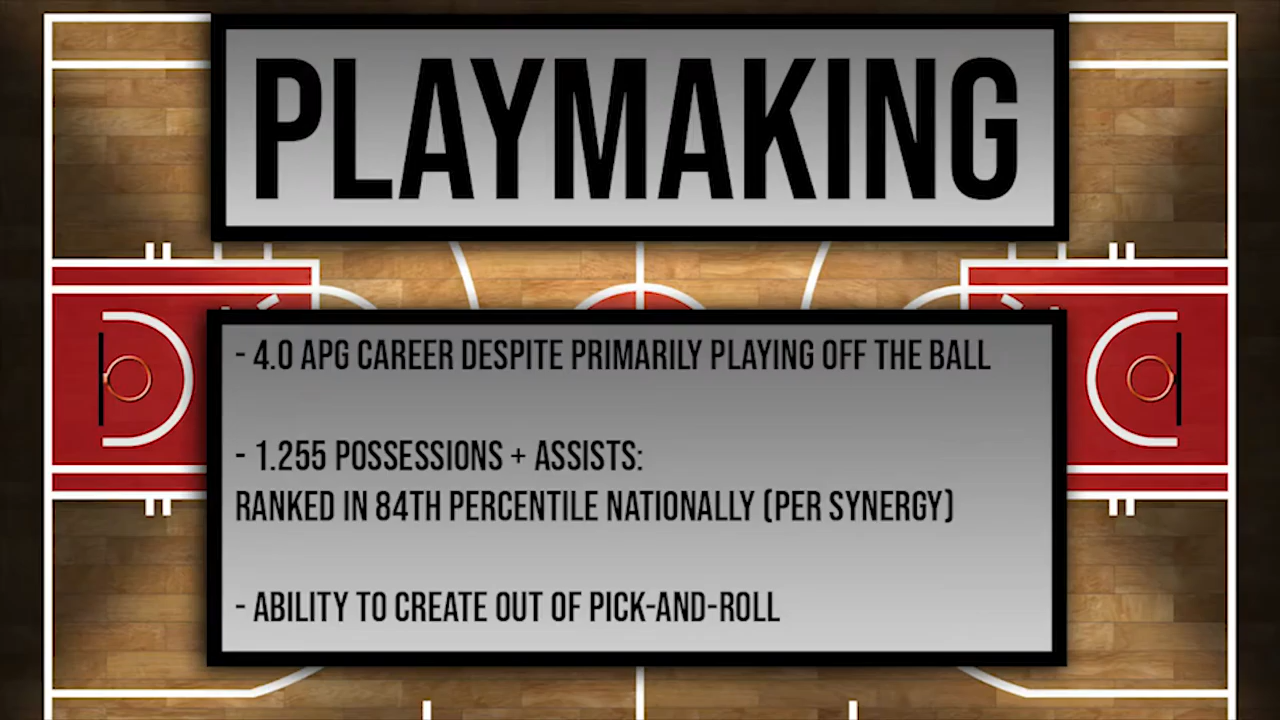 PLAYMAKING
- 4.0 APG CAREER DESPITE PRIMARILY PLAYING OFF THE BALL
- 1.255 POSSESSIONS + ASSISTS:
RANKED IN 84TH PERCENTILE NATIONALLY (PER SYNERGY)
- ABILITY TO CREATE OUT OF PICK-AND-ROLL